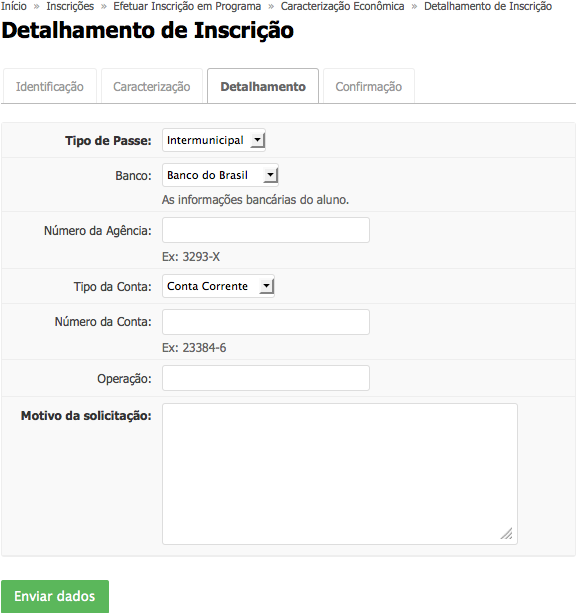 Início » Inscrições » Efetuar Inscrição em Programa » Caracterização Econômica » Detalhamento de Inscrição
Detalhamento de Inscrição
Identificação Caracterização Detalhamento Confirmação
Tipo de Passe: Intermunicipal
Banco: Banco do Brasil
As informações bancárias do aluno.
Número da Agência:
Ex: 3293-X
Tipo da Conta: Conta Corrente
Número da Conta:
Ex: 23384-6
Operação:
Motivo da solicitação:
Enviar dados